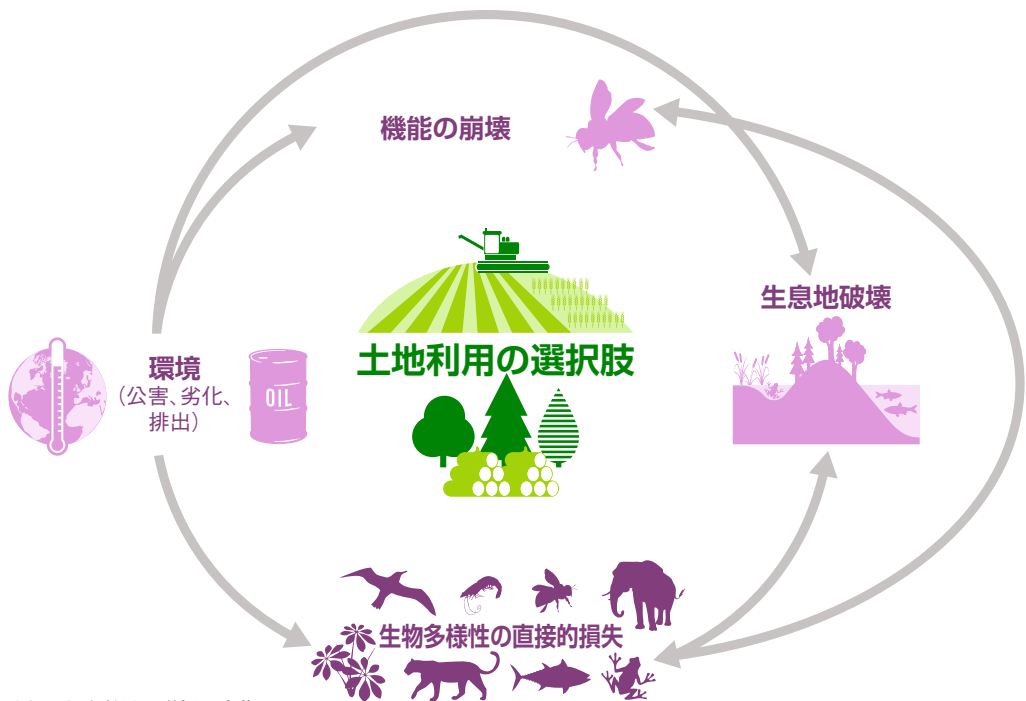 機能の崩壊
生息地破壊
土地利用の選択肢
環境
（公害、劣化、
排出）
OIL
生物多様性の直接的損失